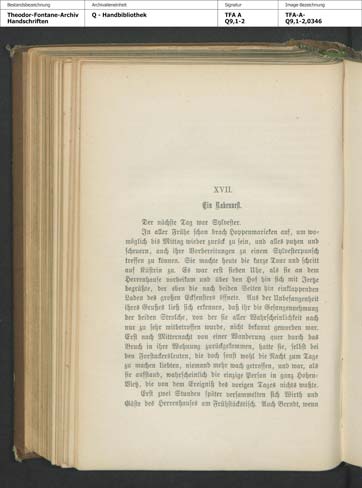 Bestandsbezeichnung
Archivalieneinheit
Signatur
Image-Bezeichnung
Theodor-Fontane-Archiv
Handschriften
Q - Handbibliothek
TFA A
Q9,1-2
TFA-A-
Q9,1-2,0346
XVII.
Ein Rabennest.
Der nächste Tag war Sylvester.
In aller Frühe schon brach Hoppenmarieken auf, um wo-
möglich bis Mittag wieder zurück zu sein, und alles putzen und
scheuern, auch ihre Vorbereitungen zu einem Sylvesterpunsch
treffen zu können. Sie machte heute die kurze Tour und schritt
auf Küstrin zu. Es war erst sieben Uhr, als sie an dem
Herrenhause vorbeikam und über den Hof hin sich mit Jeetze
begrüßte, der eben die nach beiden Seiten hin einklappenden
Laden des großen Eckfensters öffnete. Aus der Unbefangenheit
ihres Grußes ließ sich erkennen, daß ihr die Gefangennehmung
der beiden Strolche, von der sie aller Wahrscheinlichkeit nach
nur zu sehr mitbetroffen wurde, nicht bekannt geworden war.
Erst nach Mitternacht von einer Wanderung quer durch das
Bruch in ihre Wohnung zurückgekommen, hatte sie, selbst bei
den Forstackersleuten, die doch sonst wohl die Nacht zum Tage
zu machen liebten, niemand mehr wach getroffen, und war, als
sie aufstand, wahrscheinlich die einzige Person in ganz Hohen-
Vietz, die von dem Ereigniß des vorigen Tages nichts wußte.
Erst zwei Stunden später versammelten sich Wirth und
Gäste des Herrenhauses am Frühstückstisch. Auch Berndt, wenn